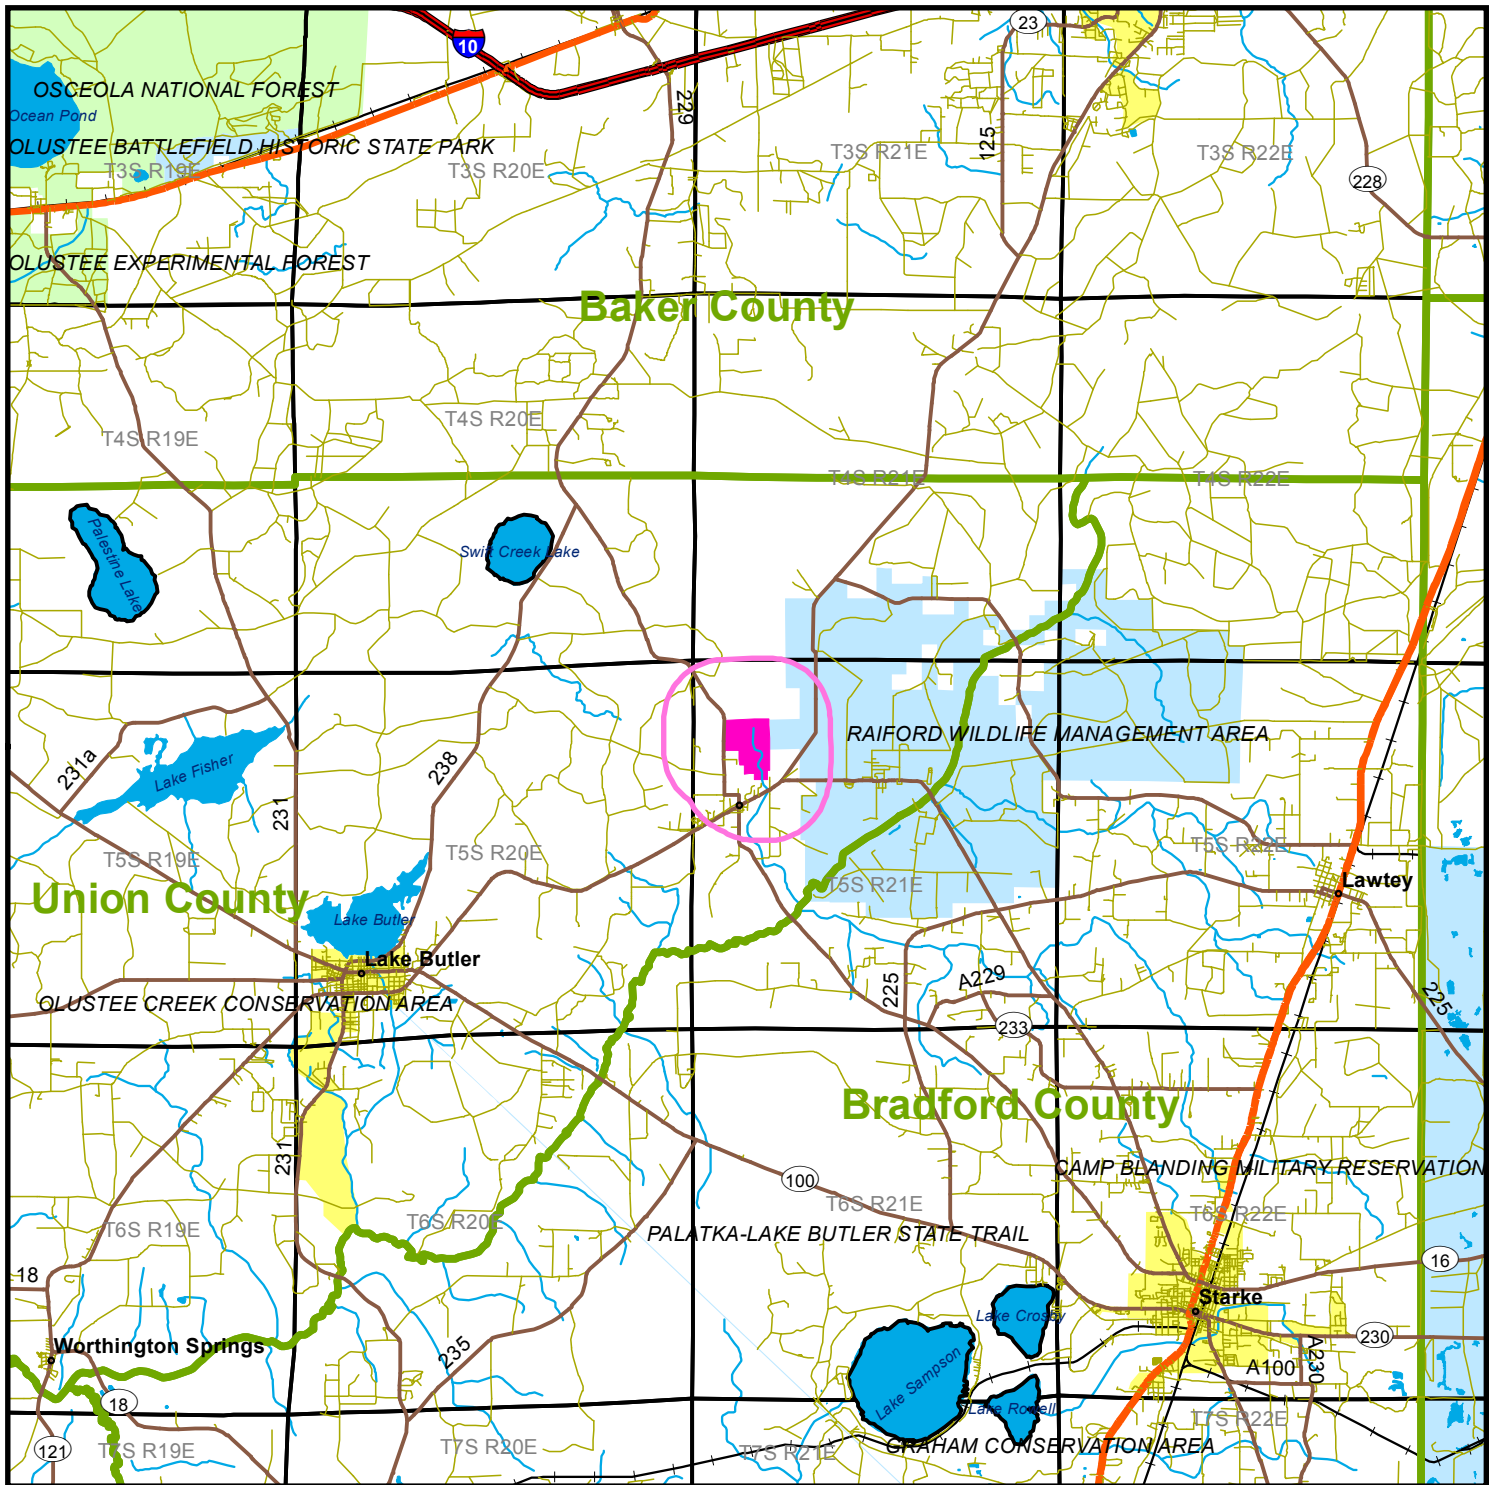 23
10
OSCEOLA NATIONAL FOREST
Ocean Pond
229
125
OLUSTEE BATTLEFIELD HISTORIC STATE PARK
T3S R19E
T3S R20E
T3S R21E
T3S R22E
228
OLUSTEE EXPERIMENTAL FOREST
Baker County
T4S R19E
T4S R20E
T4S R21E
T4S R22E
Palestine Lake
Swift Creek Lake
RAIFORD WILDLIFE MANAGEMENT AREA
231a
Lake Fisher
238
231
T5S R19E
T5S R20E
T5S R22E
T5S R21E
Lawtey
Union County
Lake Butler
Lake Butler
225
A229
225
OLUSTEE CREEK CONSERVATION AREA
233
Bradford County
231
CAMP BLANDING MILITARY RESERVATION
100
T6S R19E
T6S R20E
T6S R21E
T6S R22E
PALATKA-LAKE BUTLER STATE TRAIL
18
16
Starke
Lake Crosby
Worthington Springs
235
230
A230
A100
Lake Sampson
18
Lake Rowell
121
T7S R19E
T7S R20E
T7S R21E
T7S R22E
GRAHAM CONSERVATION AREA